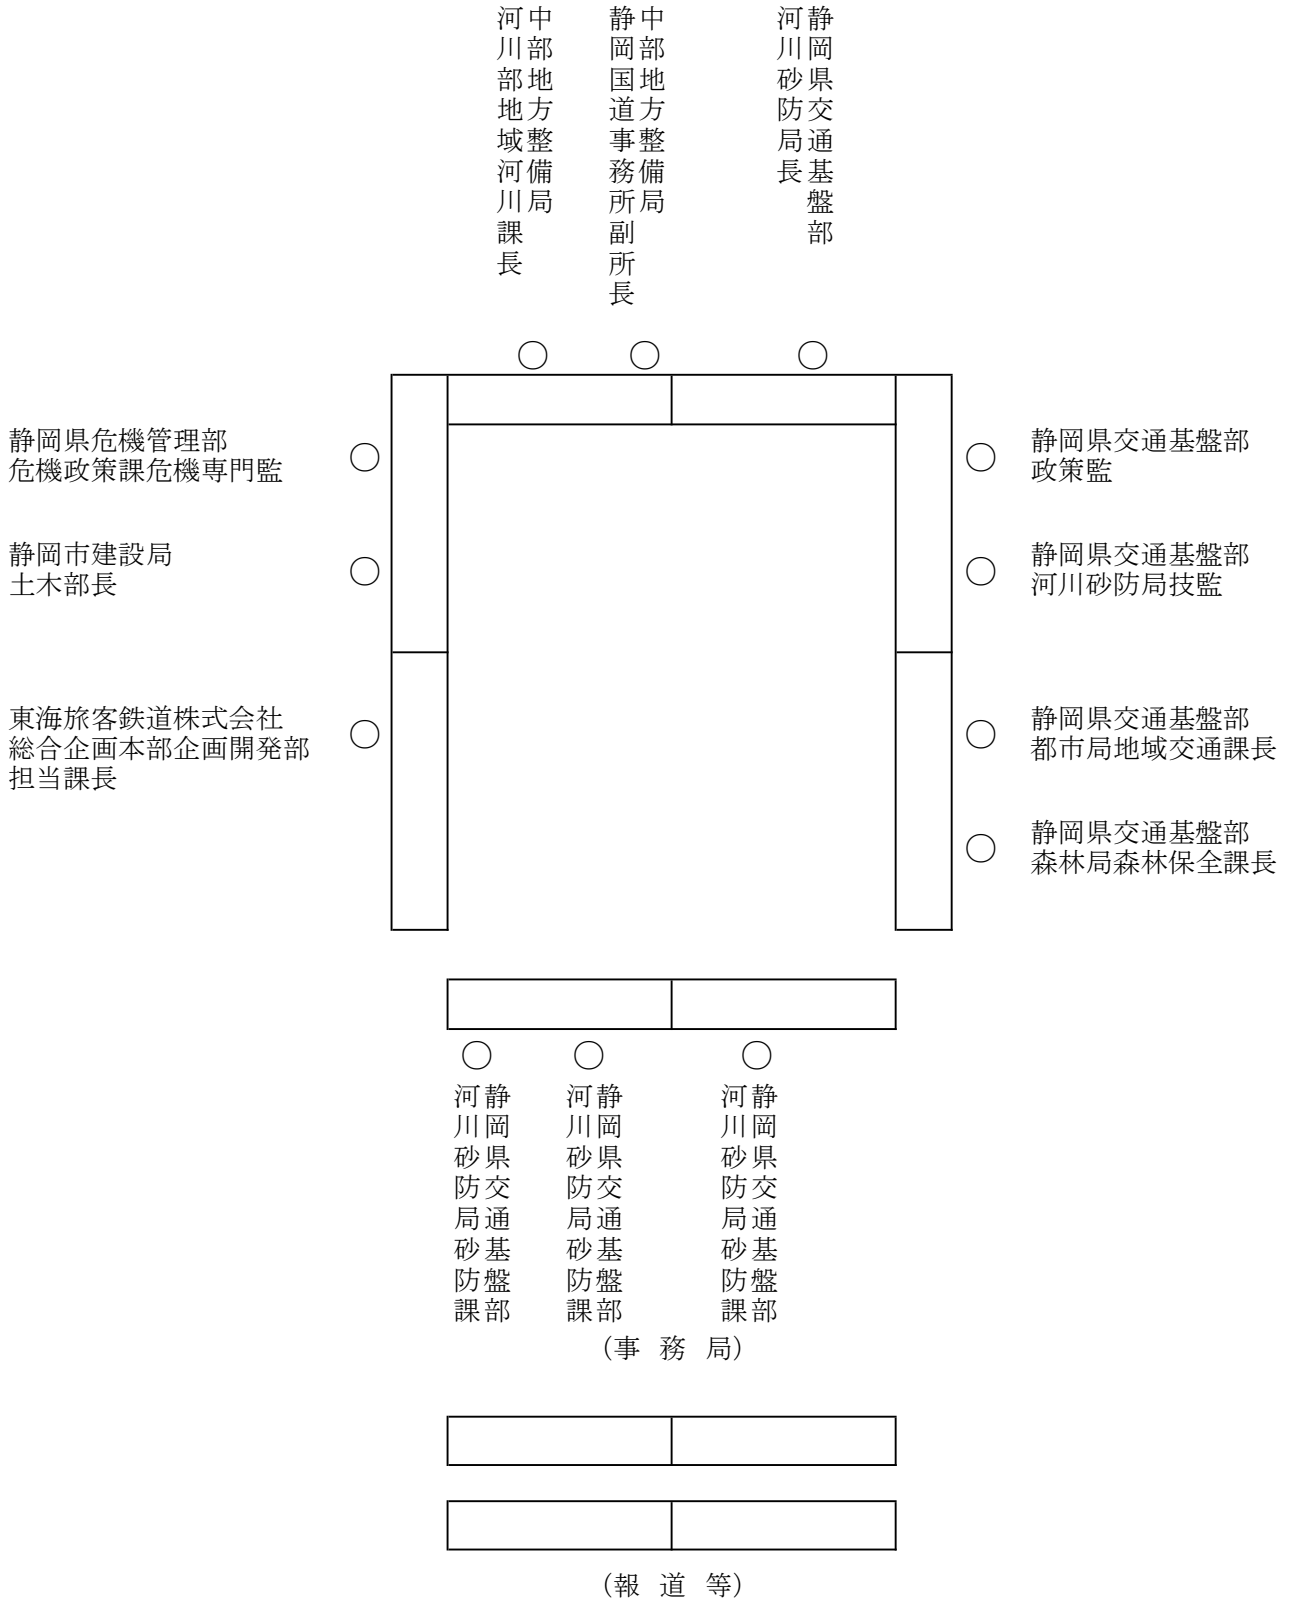 中部地方整備局
河川部地域河川課長
中部地方整備局
静岡国道事務所副所長
静岡県交通基盤部
河川砂防局長
静岡県危機管理部
危機政策課危機専門監
静岡市建設局
土木部長
東海旅客鉄道株式会社
総合企画本部企画開発部
担当課長
静岡県交通基盤部
政策監
静岡県交通基盤部
河川砂防局技監
静岡県交通基盤部
都市局地域交通課長
静岡県交通基盤部
森林局森林保全課長
静岡県交通基盤部
河川砂防局砂防課
静岡県交通基盤部
河川砂防局砂防課
静岡県交通基盤部
河川砂防局砂防課
（事 務 局）
（報 道 等）